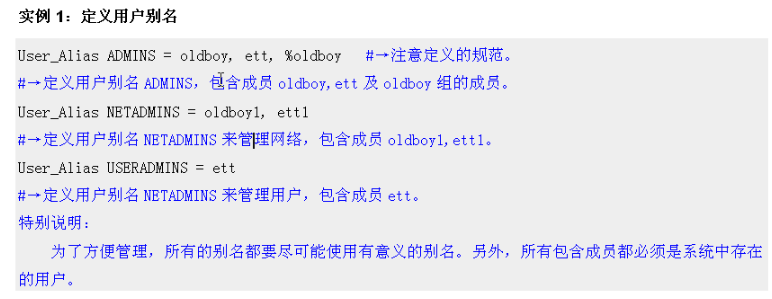 实例 1：定义用户别名
User_Alias ADMINS = oldboy, ett, %oldboy   #→注意定义的规范。
#→定义用户别名 ADMINS，包含成员 oldboy,ett 及 oldboy 组的成员。
User_Alias NETADMINS = oldboy1, ett1
#→定义用户别名 NETADMINS 来管理网络，包含成员 oldboy1,ett1。
User_Alias USERADMINS = ett
#→定义用户别名 NETADMINS 来管理用户，包含成员 ett。
特别说明：
为了方便管理，所有的别名都要尽可能使用有意义的别名。另外，所有包含成员都必须是系统中存在
的用户。